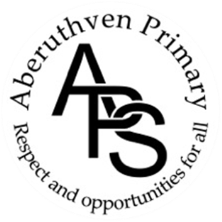 Aberuthven Primary
APS
Respect and opportunities for all